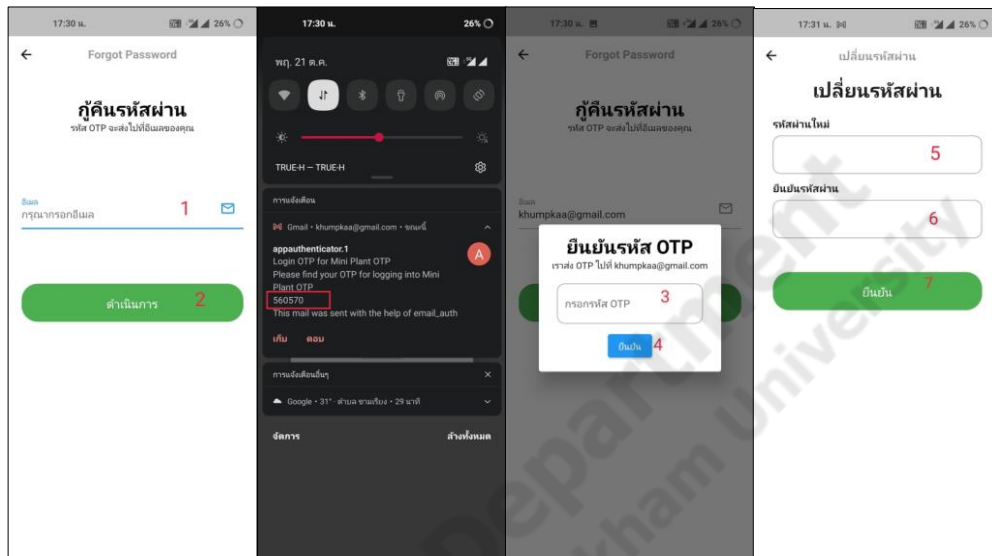 17:30 น.
26%
Forgot Password
กู้คืนรหัสผ่าน
รหัส OTP จะส่งไปที่อีเมลของคุณ
อีเมล
กรุณากรอกอีเมล
1
ดำเนินการ
2
17:30 น.
26%
พฤ. 21 ต.ค.
TRUE-H — TRUE-H
การแจ้งเตือน
Gmail • khumpkaa@gmail.com • ขณะนี้
appauthenticator.1
A
Login OTP for Mini Plant OTP
Please find your OTP for logging into Mini
Plant OTP
560570
This mail was sent with the help of email_auth
เก็บ
ตอบ
การแจ้งเตือนอื่นๆ
Google • 31° · ตำบล ขามเรียง • 29 นาที
จัดการ
ล้างทั้งหมด
17:30 น.
26%
Forgot Password
กู้คืนรหัสผ่าน
รหัส OTP จะส่งไปที่อีเมลของคุณ
อีเมล
khumpkaa@gmail.com
ยืนยันรหัส OTP
เราส่ง OTP ไปที่ khumpkaa@gmail.com
กรอกรหัส OTP
3
ยืนยัน
4
17:31 น.
26%
เปลี่ยนรหัสผ่าน
เปลี่ยนรหัสผ่าน
รหัสผ่านใหม่
5
ยืนยันรหัสผ่าน
6
ยืนยัน
7
Department
University